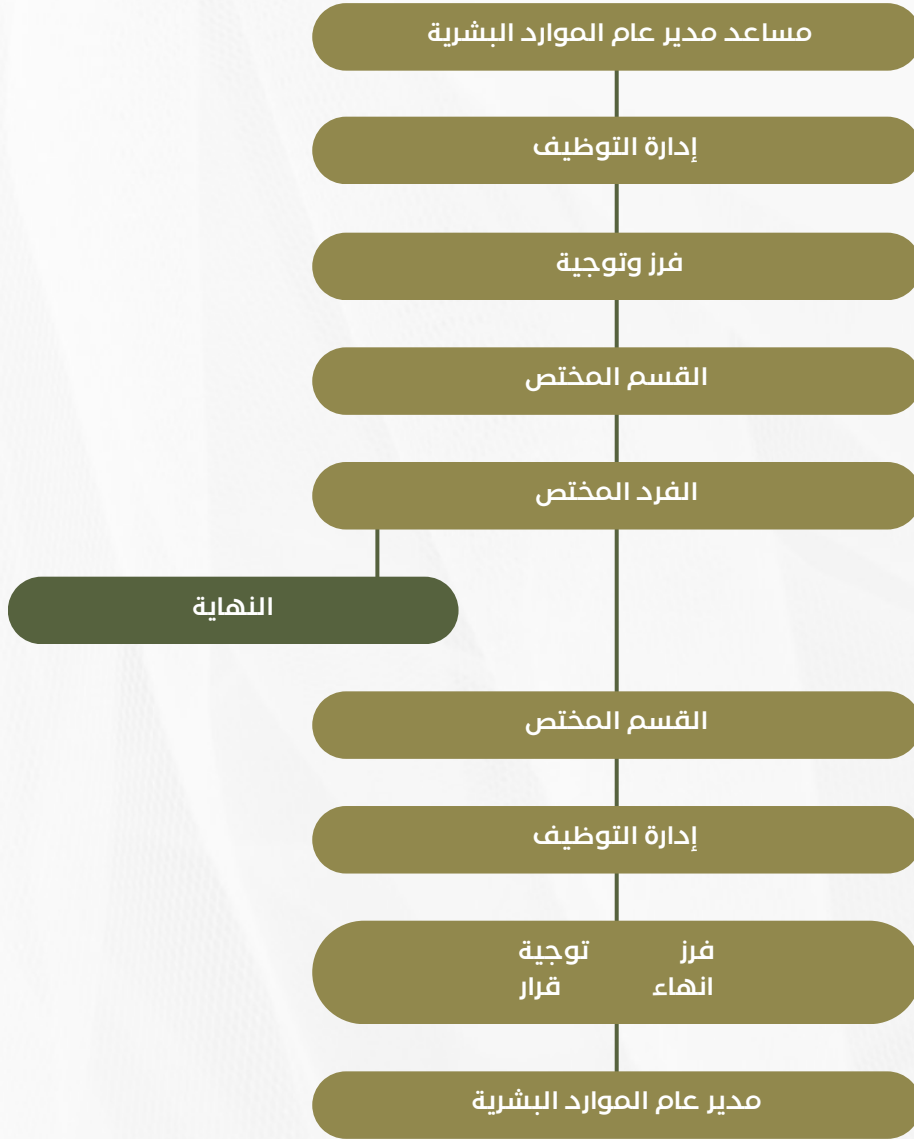 مساعد مدير عام الموارد البشرية
إدارة التوظيف
فرز وتوجية
القسم المختص
الفرد المختص
النهاية
القسم المختص
إدارة التوظيف
فرز توجية
انهاء قرار
مدير عام الموارد البشرية